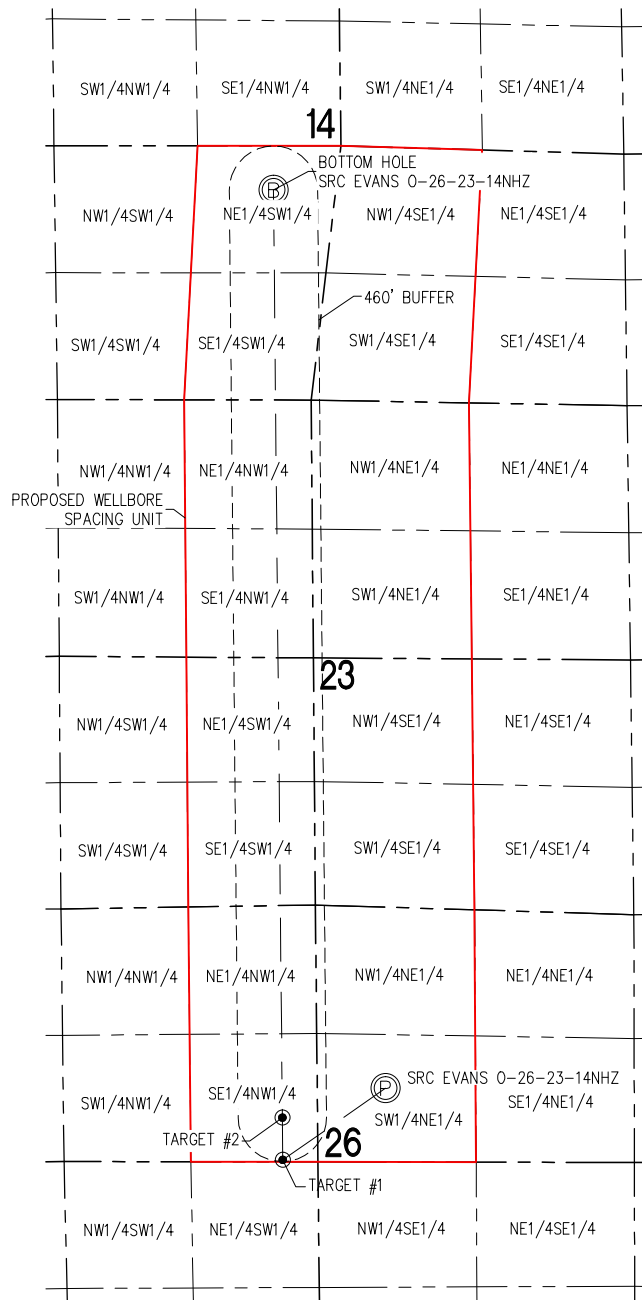 SW1/4NW1/4 SE1/4NW1/4 SW1/4NE1/4 SE1/4NE1/4
14
BOTTOM HOLE
SRC EVANS O-26-23-14NHZ
B
NW1/4SW1/4 NE1/4SW1/4 NW1/4SE1/4 NE1/4SE1/4
460' BUFFER
SW1/4SW1/4 SE1/4SW1/4 SW1/4SE1/4 SE1/4SE1/4
NW1/4NW1/4 NE1/4NW1/4 NW1/4NE1/4 NE1/4NE1/4
PROPOSED WELLBORE
SPACING UNIT
SW1/4NW1/4 SE1/4NW1/4 SW1/4NE1/4 SE1/4NE1/4
23
NW1/4SW1/4 NE1/4SW1/4 NW1/4SE1/4 NE1/4SE1/4
SW1/4SW1/4 SE1/4SW1/4 SW1/4SE1/4 SE1/4SE1/4
NW1/4NW1/4 NE1/4NW1/4 NW1/4NE1/4 NE1/4NE1/4
P
SRC EVANS O-26-23-14NHZ
SW1/4NW1/4 SE1/4NW1/4 SW1/4NE1/4 SE1/4NE1/4
TARGET #2
26
TARGET #1
NW1/4SW1/4 NE1/4SW1/4 NW1/4SE1/4 NE1/4SE1/4